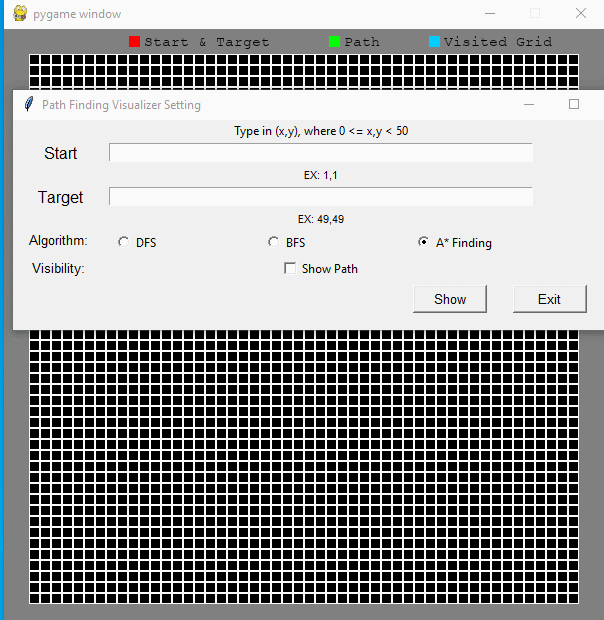 pygame window
Start & Target Path Visited Grid
Path Finding Visualizer Setting
Type in (x,y), where 0 <= x,y < 50
Start
EX: 1,1
Target
EX: 49,49
Algorithm: DFS BFS A* Finding
Visibility: Show Path
Show Exit